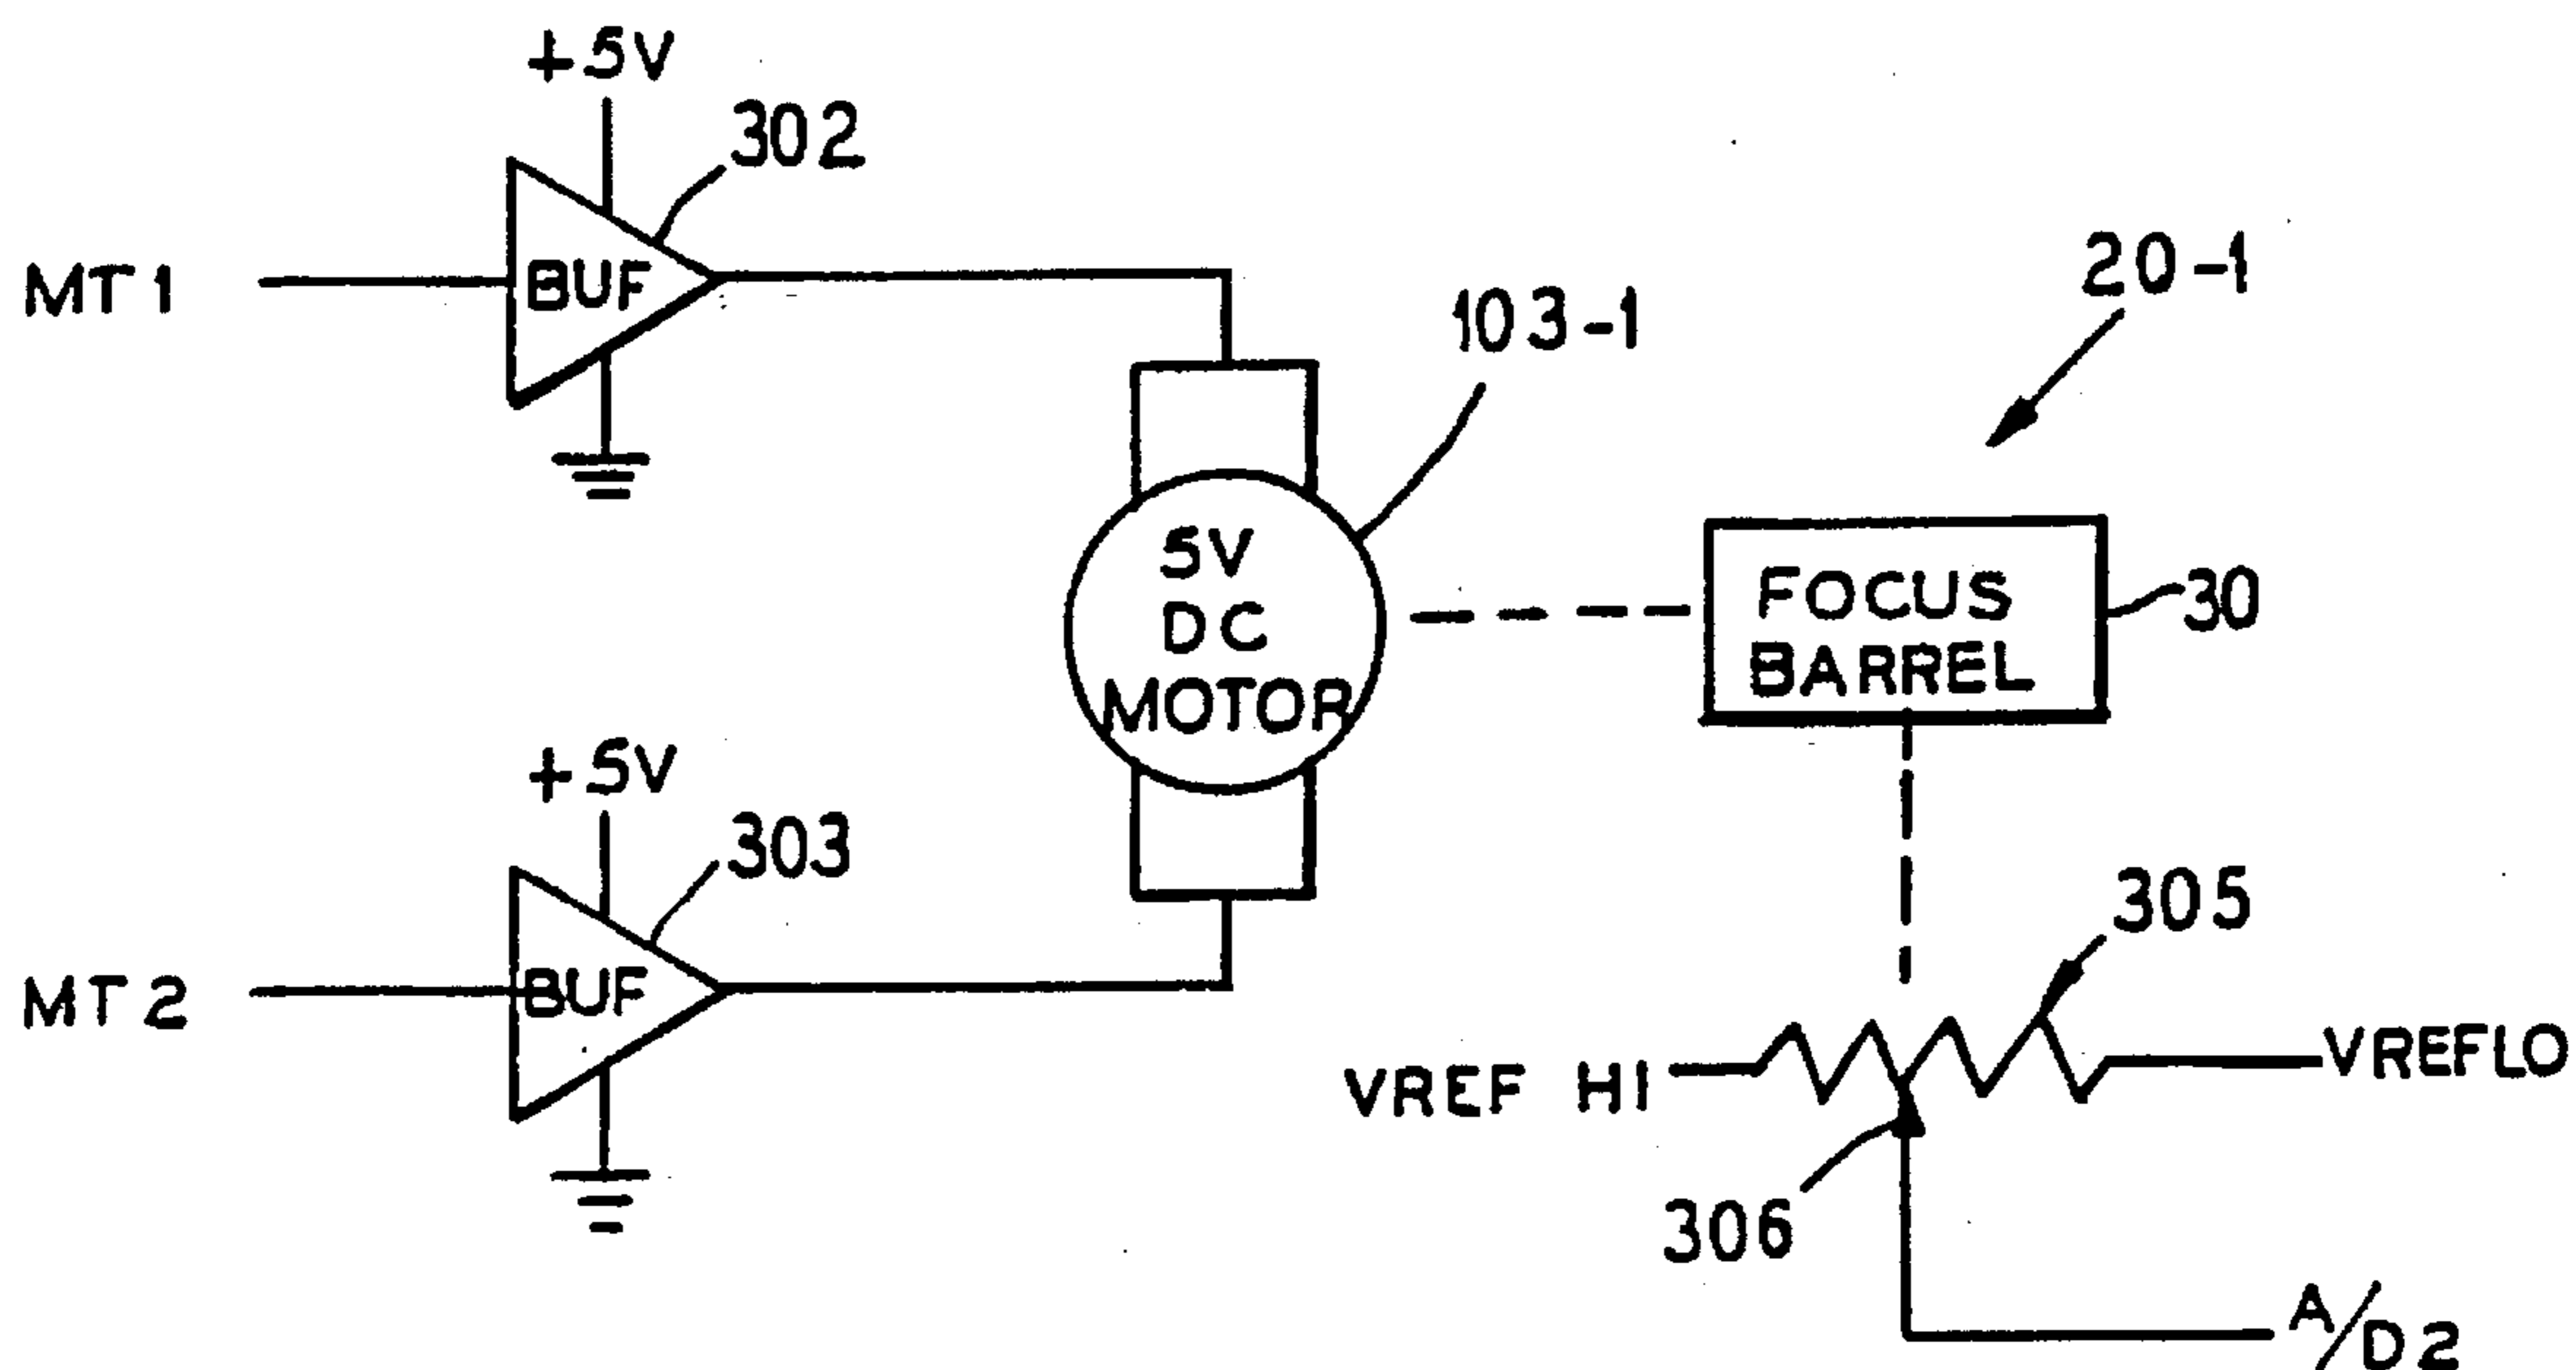 +5V
302
MT1
BUF
20-1
103-1
5V
DC
MOTOR
FOCUS
BARREL
30
+5V
303
MT2
BUF
305
VREF HI
VREFLO
306
A/D2